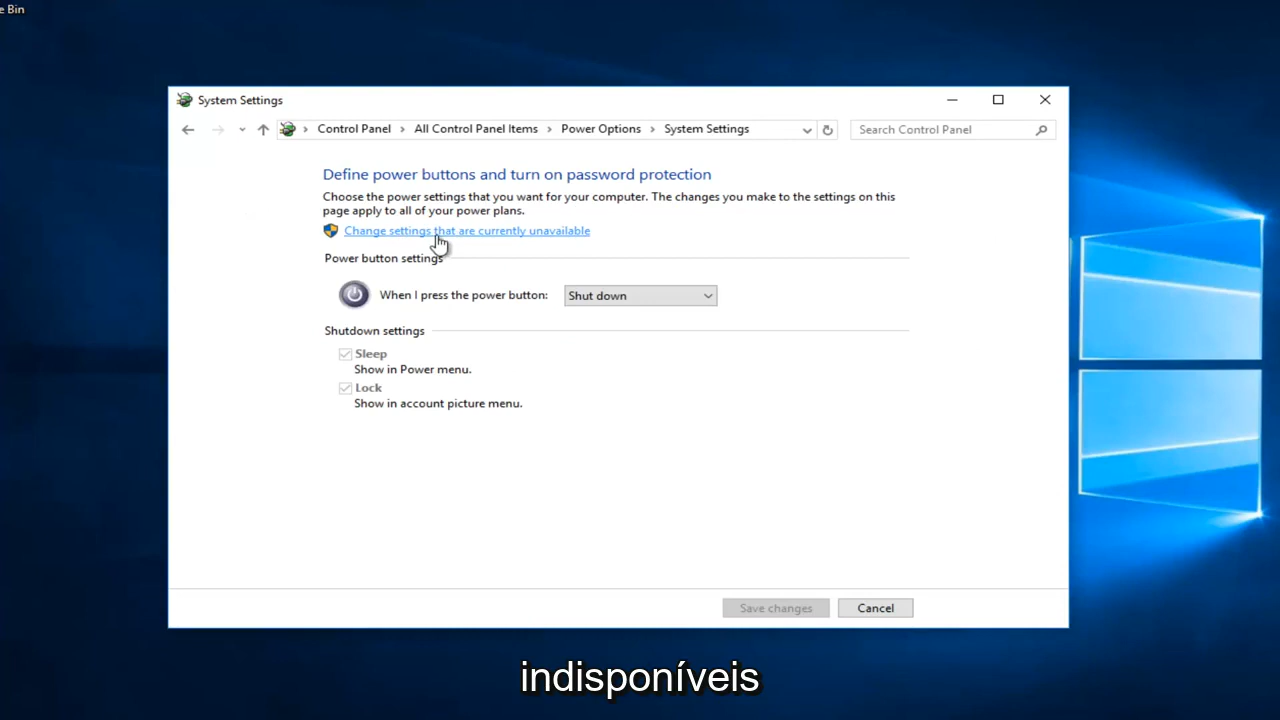 e Bin
System Settings
Control Panel > All Control Panel Items > Power Options > System Settings
Search Control Panel
Define power buttons and turn on password protection
Choose the power settings that you want for your computer. The changes you make to the settings on this
page apply to all of your power plans.
Change settings that are currently unavailable
Power button settings
When I press the power button: Shut down
Shutdown settings
Sleep
Show in Power menu.
Lock
Show in account picture menu.
Save changes Cancel
indisponíveis